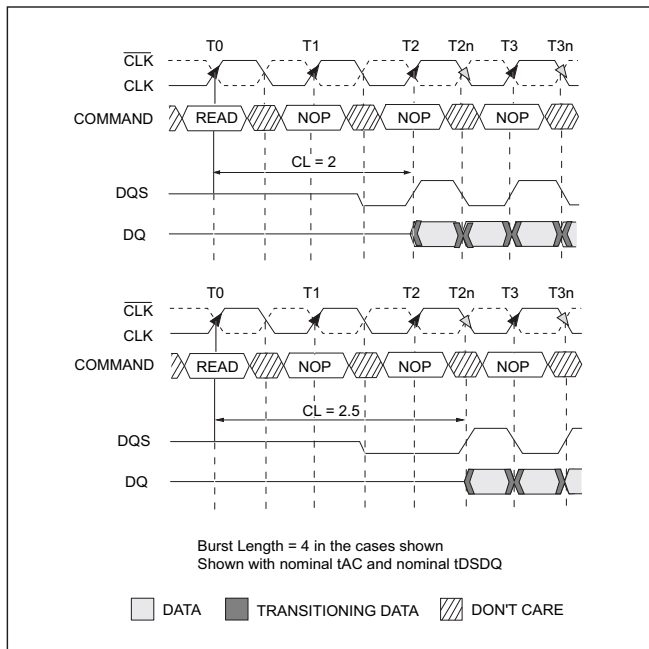 T0 T1 T2 T2n T3 T3n
CLK
CLK
COMMAND READ NOP NOP NOP
CL = 2
DQS
DQ
T0 T1 T2 T2n T3 T3n
CLK
CLK
COMMAND READ NOP NOP NOP
CL = 2.5
DQS
DQ
Burst Length = 4 in the cases shown
Shown with nominal tAC and nominal tDSDQ
DATA TRANSITIONING DATA DON'T CARE